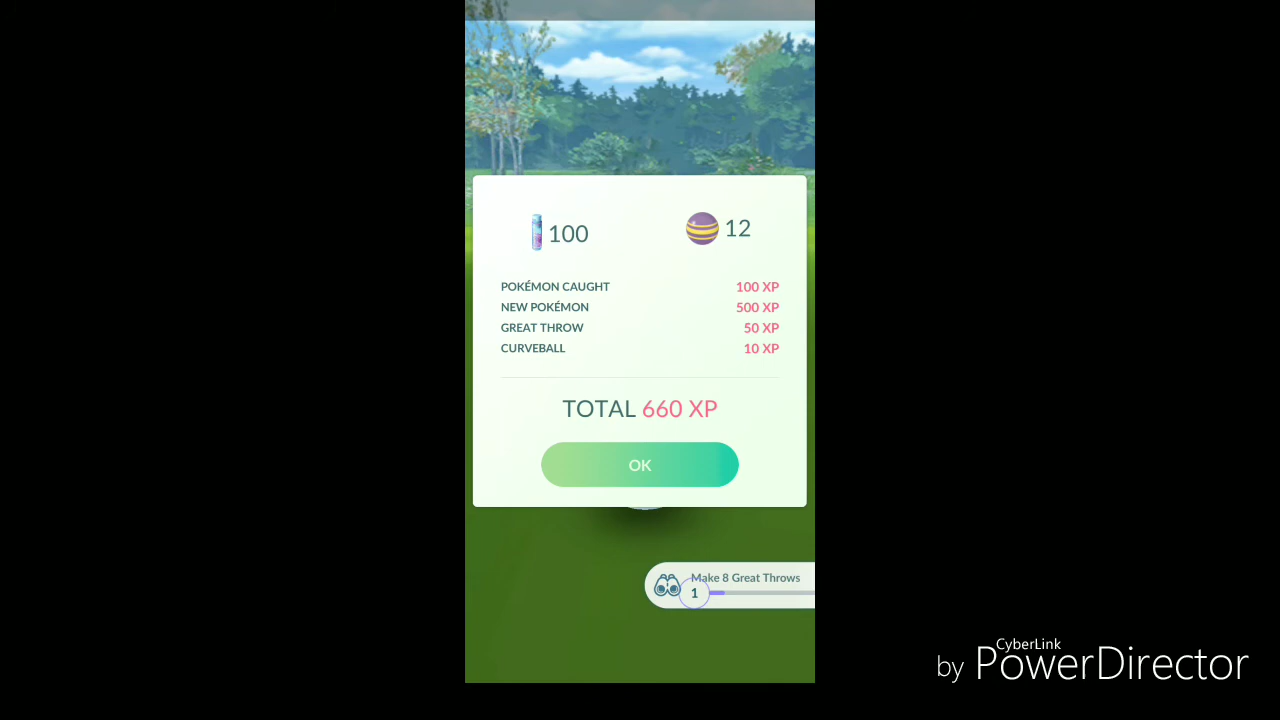 100 12
POKÉMON CAUGHT 100 XP
NEW POKÉMON 500 XP
GREAT THROW 50 XP
CURVEBALL 10 XP
TOTAL 660 XP
OK
Make 8 Great Throws
1
CyberLink
by PowerDirector